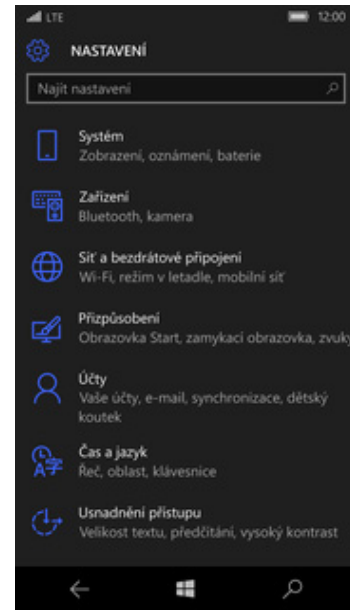 LTE 12:00
NASTAVENÍ
Najít nastavení
Systém
Zobrazení, oznámení, baterie
Zařízení
Bluetooth, kamera
Síť a bezdrátové připojení
Wi-Fi, režim v letadle, mobilní síť
Přizpůsobení
Obrazovka Start, zamykací obrazovka, zvuky
Účty
Vaše účty, e-mail, synchronizace, dětský
koutek
Čas a jazyk
Řeč, oblast, klávesnice
Usnadnění přístupu
Velikost textu, předčítání, vysoký kontrast